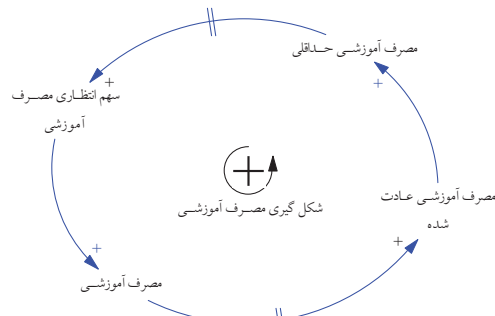 مصرف آموزشی حداقلی
+
+
سهم انتظاری مصرف
آموزشی
+
شکل گیری مصرف آموزشی
مصرف آموزشی عادت
شده
+
+
مصرف آموزشی